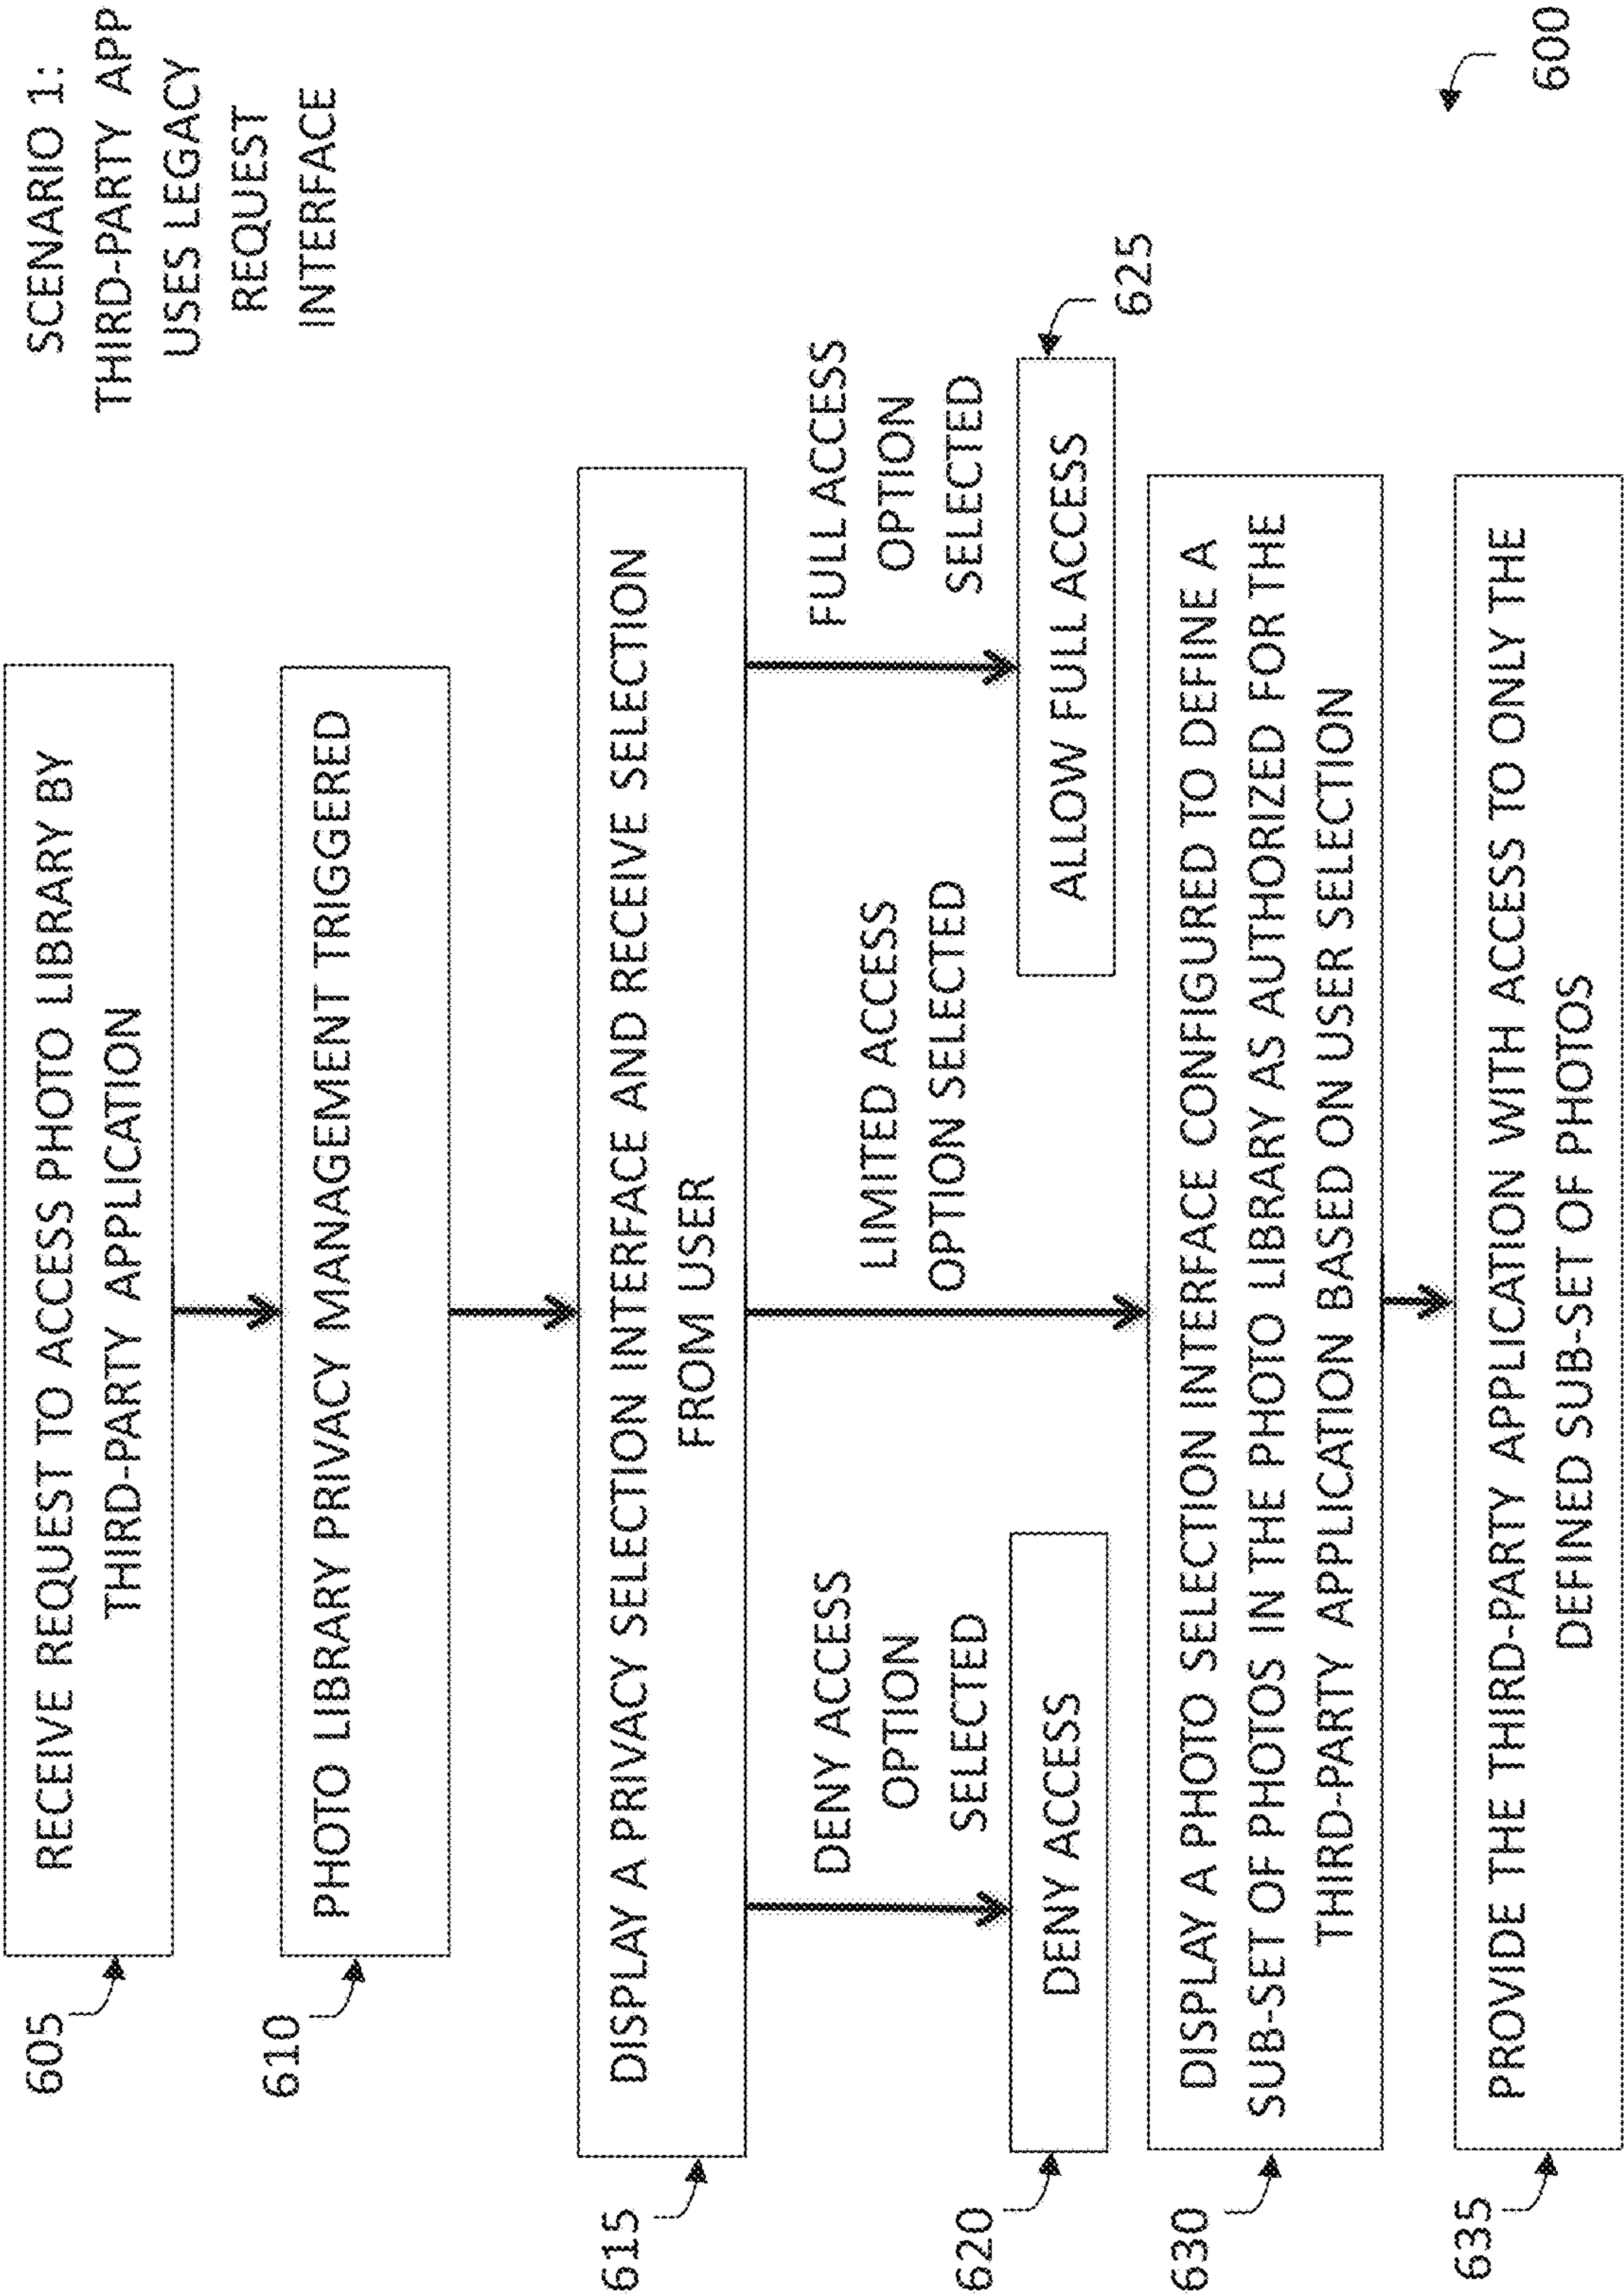 SCENARIO 1:
THIRD-PARTY APP
USES LEGACY
REQUEST
INTERFACE
605
RECEIVE REQUEST TO ACCESS PHOTO LIBRARY BY
THIRD-PARTY APPLICATION
610
PHOTO LIBRARY PRIVACY MANAGEMENT TRIGGERED
615
DISPLAY A PRIVACY SELECTION INTERFACE AND RECEIVE SELECTION
FROM USER
DENY ACCESS
OPTION
SELECTED
LIMITED ACCESS
OPTION SELECTED
FULL ACCESS
OPTION
SELECTED
620
DENY ACCESS
ALLOW FULL ACCESS
625
630
DISPLAY A PHOTO SELECTION INTERFACE CONFIGURED TO DEFINE A
SUB-SET OF PHOTOS IN THE PHOTO LIBRARY AS AUTHORIZED FOR THE
THIRD-PARTY APPLICATION BASED ON USER SELECTION
635
PROVIDE THE THIRD-PARTY APPLICATION WITH ACCESS TO ONLY THE
DEFINED SUB-SET OF PHOTOS
600